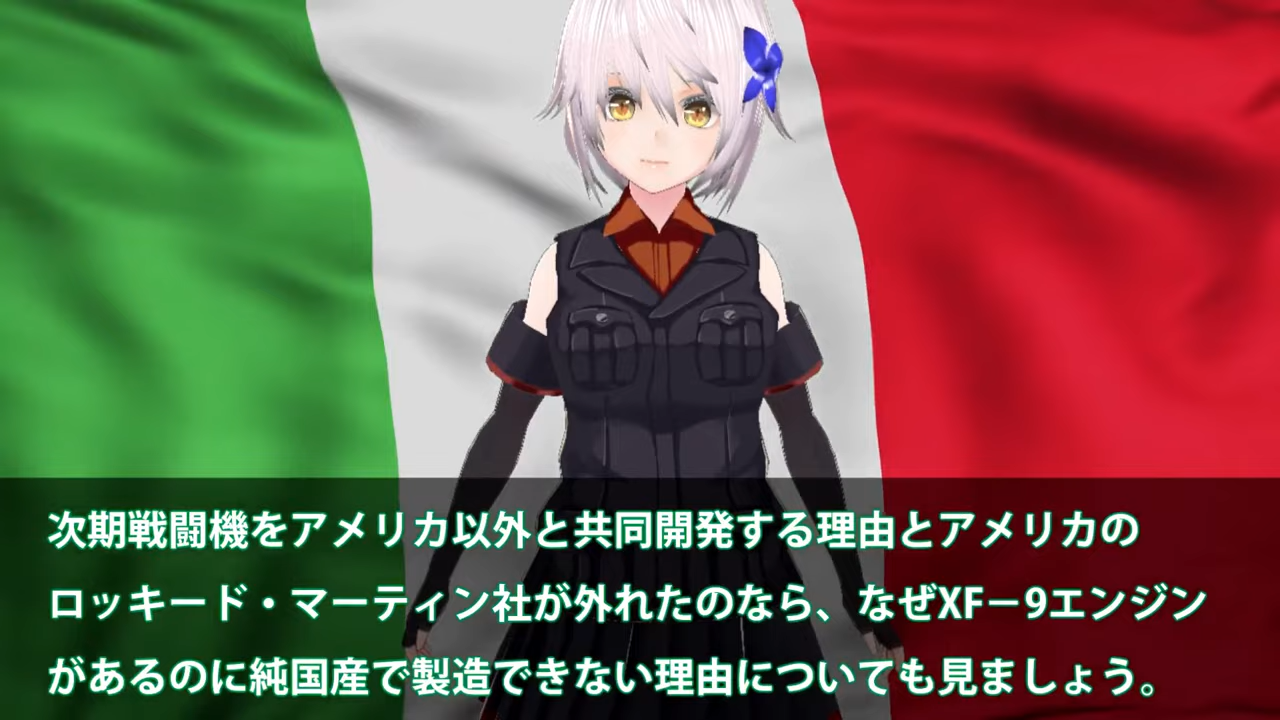 次期戦闘機をアメリカ以外と共同開発する理由とアメリカの
ロッキード・マーティン社が外れたのなら、なぜXF－9エンジン
があるのに純国産で製造できない理由についても見ましょう。